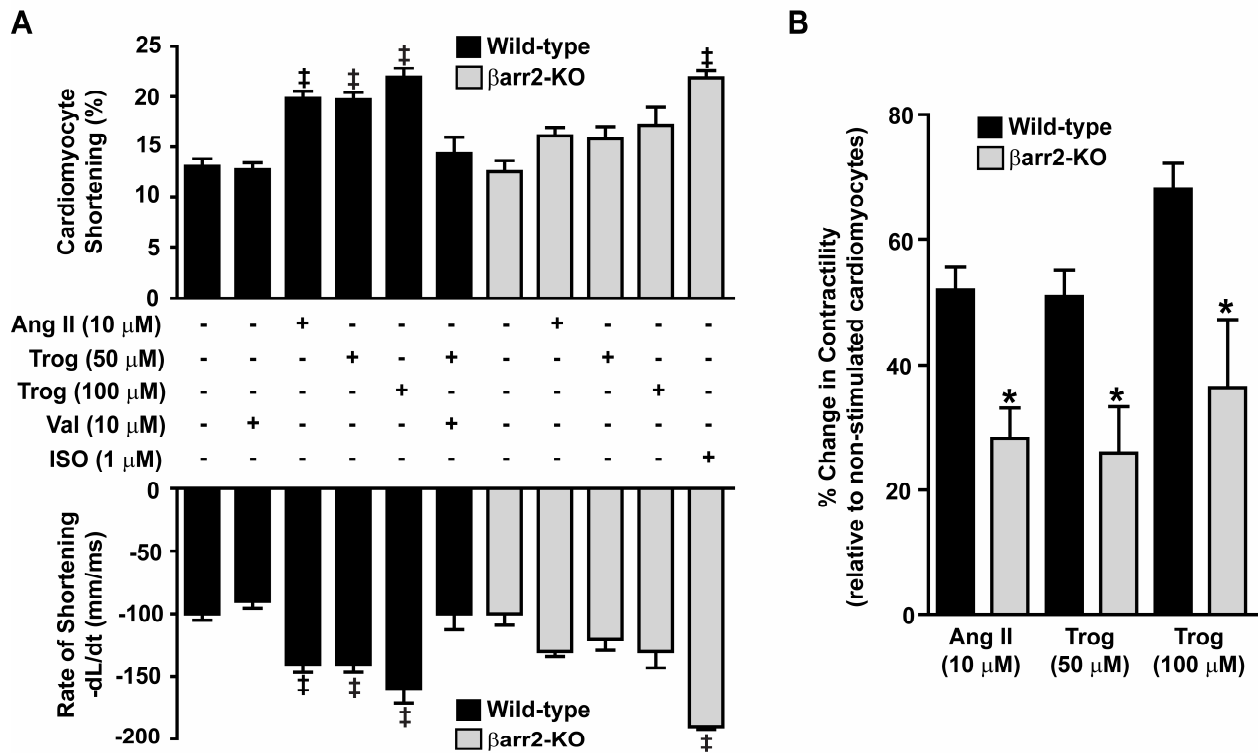 A
Cardiomyocyte
Shortening (%)
25
20
15
10
5
0
‡ ‡ ‡ ‡
Wild-type
βarr2-KO
Ang II (10 μM) - - + - - - - + - - -
Trog (50 μM) - - - + - + - - + - -
Trog (100 μM) - - - - + - - - - + -
Val (10 μM) - + - - - + - - - - -
ISO (1 μM) - - - - - - - - - - +
Rate of Shortening
-dL/dt (mm/ms)
0
-50
-100
-150
-200
‡ ‡ ‡ ‡
Wild-type
βarr2-KO
B
% Change in Contractility
(relative to non-stimulated cardiomyocytes)
80
60
40
20
0
Wild-type
βarr2-KO
* * *
Ang II Trog Trog
(10 μM) (50 μM) (100 μM)